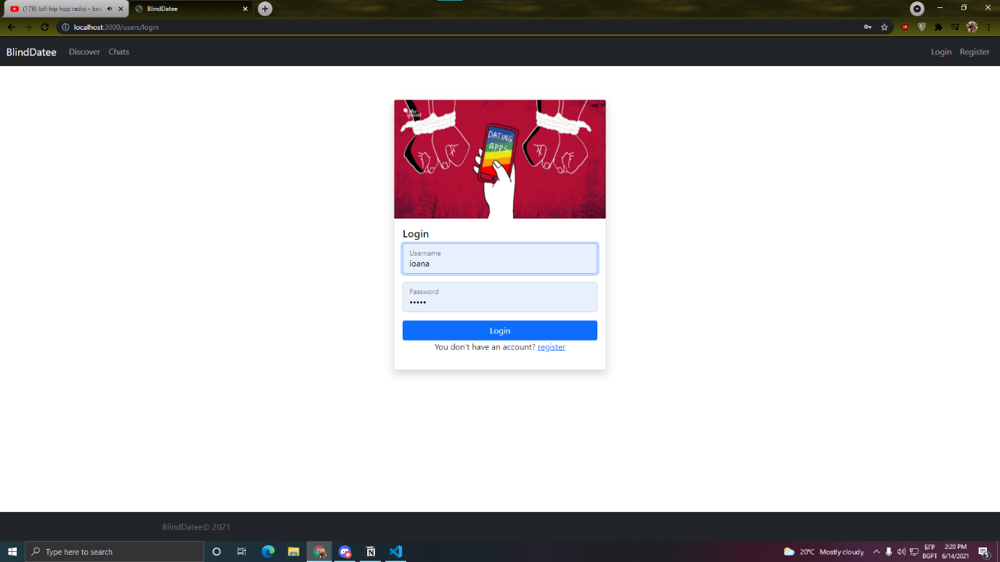 (179) lofi hip hop radio - bea
BlindDatee
localhost:3000/users/login
BlindDatee
Discover
Chats
Login
Register
the quint
DATING
APPS
Login
Username
ioana
Password
•••••
Login
You don't have an account? register
BlindDatee© 2021
Type here to search
20°C Mostly cloudy
БГР
BGPT
2:20 PM
6/14/2021
5